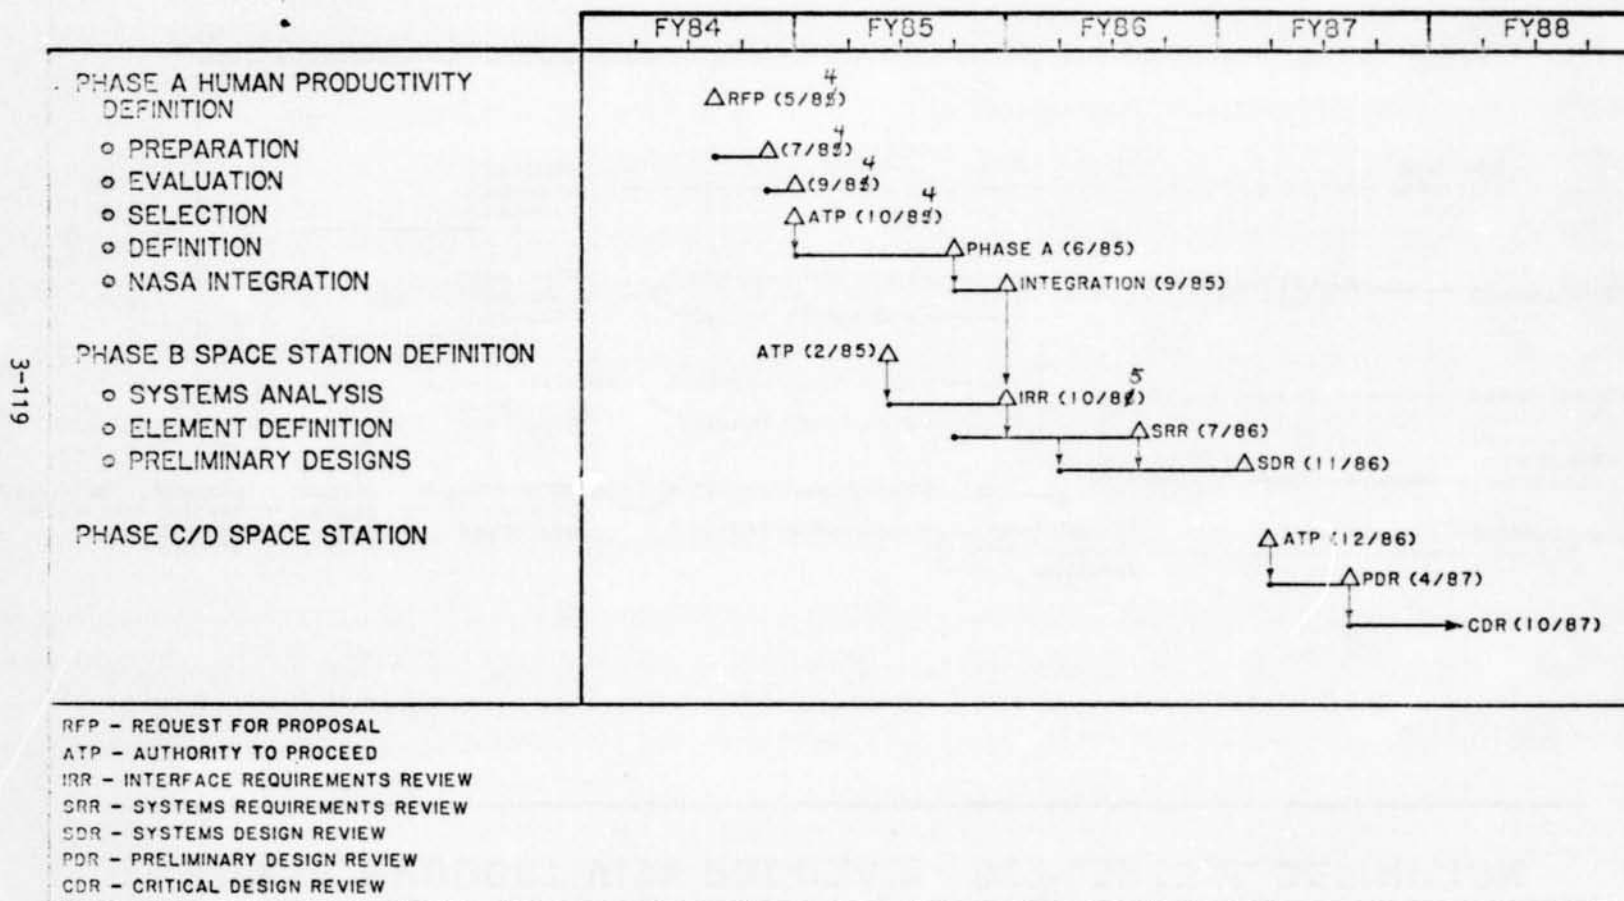 FY84 FY85 FY86 FY87 FY88
PHASE A HUMAN PRODUCTIVITY
DEFINITION
4
△RFP (5/85)
o PREPARATION
4
△(7/85)
o EVALUATION
4
△(9/85)
o SELECTION
4
△ATP (10/85)
o DEFINITION
△PHASE A (6/85)
o NASA INTEGRATION
△INTEGRATION (9/85)
PHASE B SPACE STATION DEFINITION
ATP (2/85)△
o SYSTEMS ANALYSIS
5
△IRR (10/86)
o ELEMENT DEFINITION
△SRR (7/86)
o PRELIMINARY DESIGNS
△SDR (11/86)
PHASE C/D SPACE STATION
△ATP (12/86)
△PDR (4/87)
CDR (10/87)
3-119
RFP - REQUEST FOR PROPOSAL
ATP - AUTHORITY TO PROCEED
IRR - INTERFACE REQUIREMENTS REVIEW
SRR - SYSTEMS REQUIREMENTS REVIEW
SDR - SYSTEMS DESIGN REVIEW
PDR - PRELIMINARY DESIGN REVIEW
CDR - CRITICAL DESIGN REVIEW